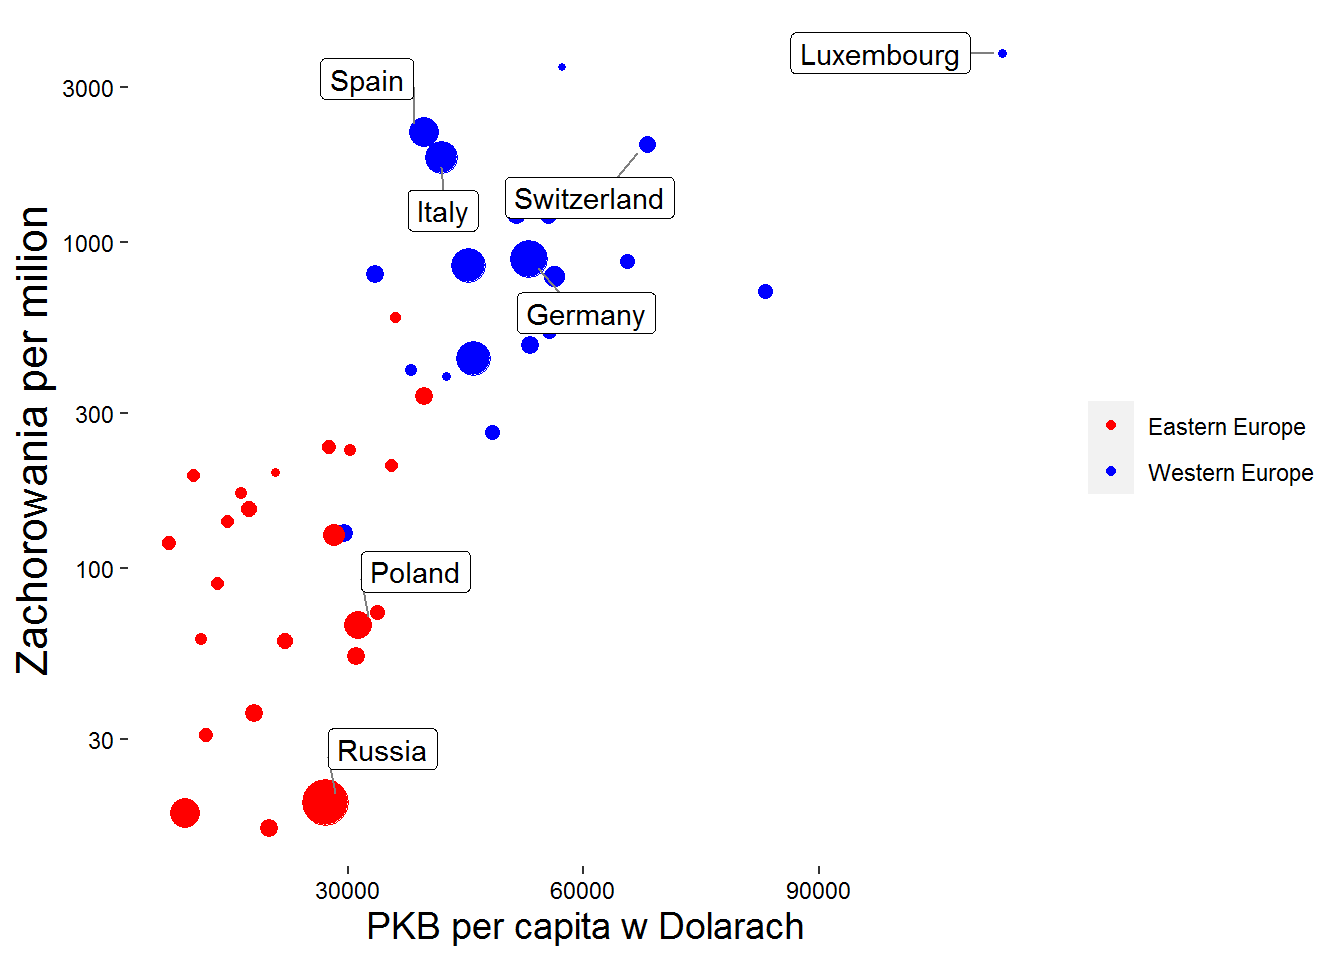 Luxembourg
Spain
3000
Switzerland
Italy
1000
Germany
Zachorowania per milion
300
Eastern Europe
Western Europe
100
Poland
30
Russia
30000
60000
90000
PKB per capita w Dolarach